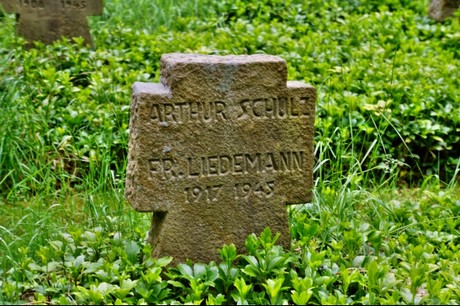 ARTHUR SCHULZ
FR. LIEDEMANN
1917 1945